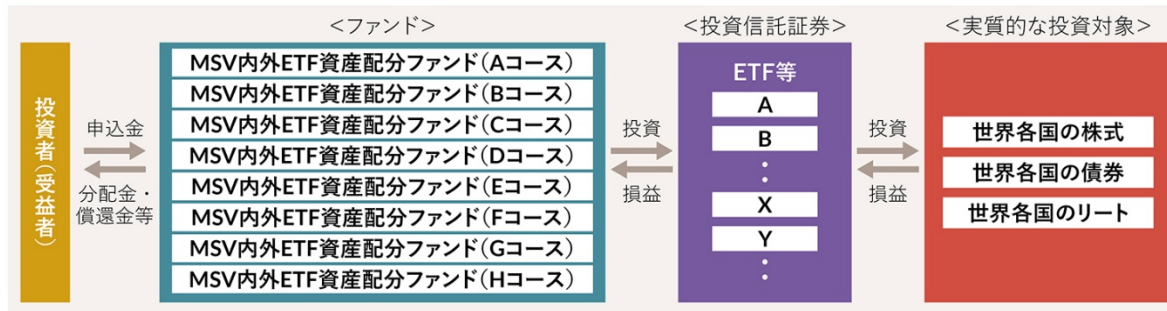 <ファンド>
<投資信託証券>
<実質的な投資対象>
投資者(受益者)
申込金
分配金・
償還金等
MSV内外ETF資産配分ファンド(Aコース)
MSV内外ETF資産配分ファンド(Bコース)
MSV内外ETF資産配分ファンド(Cコース)
MSV内外ETF資産配分ファンド(Dコース)
MSV内外ETF資産配分ファンド(Eコース)
MSV内外ETF資産配分ファンド(Fコース)
MSV内外ETF資産配分ファンド(Gコース)
MSV内外ETF資産配分ファンド(Hコース)
投資
損益
ETF等
A
B
・
・
X
Y
・
・
投資
損益
世界各国の株式
世界各国の債券
世界各国のリート